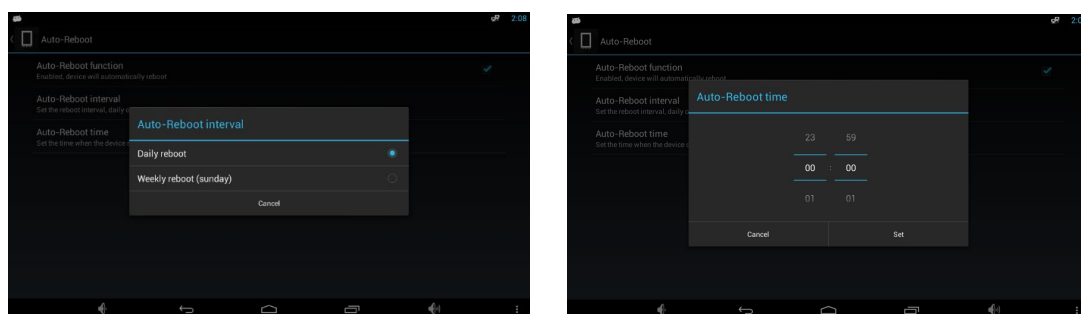 2:08
Auto-Reboot
Auto-Reboot function
Enabled, device will automatically reboot
Auto-Reboot interval
Set the reboot interval, daily
Auto-Reboot time
Set the time when the device
Auto-Reboot interval
Daily reboot
Weekly reboot (sunday)
Cancel
2:0
Auto-Reboot
Auto-Reboot function
Enabled, device will automatically reboot
Auto-Reboot interval
Set the reboot interval, daily
Auto-Reboot time
Set the time when the device
Auto-Reboot time
23 59
00 : 00
01 01
Cancel Set